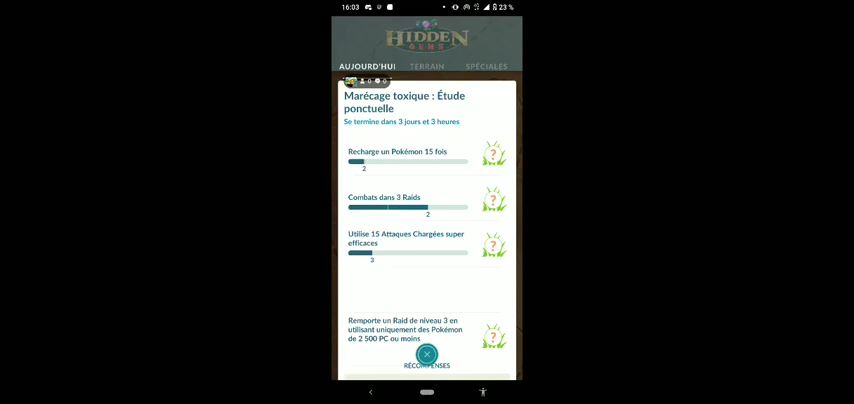 16:03
23 %
HIDDEN
GEMS
AUJOURD'HUI
TERRAIN
SPÉCIALES
0
0
Marécage toxique : Étude
ponctuelle
Se termine dans 3 jours et 3 heures
Recharge un Pokémon 15 fois
?
2
Combats dans 3 Raids
?
2
Utilise 15 Attaques Chargées super
efficaces
?
3
Remporte un Raid de niveau 3 en
utilisant uniquement des Pokémon
de 2 500 PC ou moins
?
RÉCOMPENSES